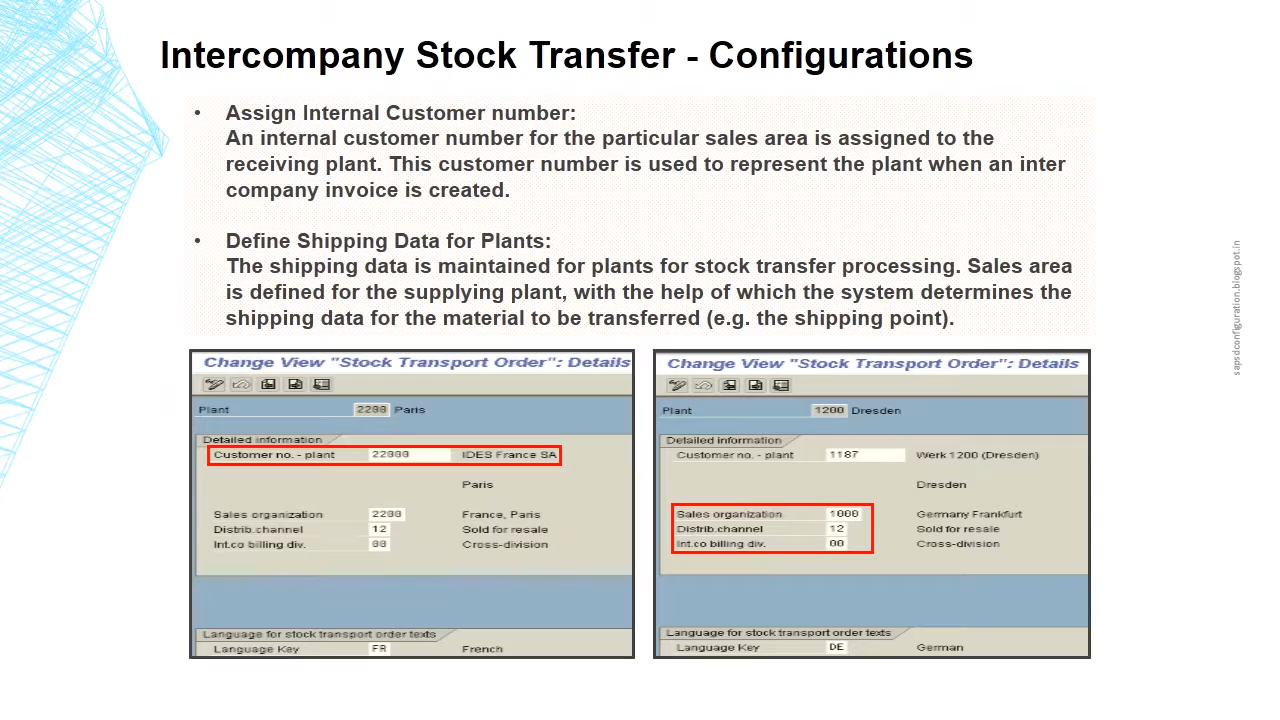 Intercompany Stock Transfer - Configurations
• Assign Internal Customer number:
An internal customer number for the particular sales area is assigned to the
receiving plant. This customer number is used to represent the plant when an inter
company invoice is created.
• Define Shipping Data for Plants:
The shipping data is maintained for plants for stock transfer processing. Sales area
is defined for the supplying plant, with the help of which the system determines the
shipping data for the material to be transferred (e.g. the shipping point).
Change View "Stock Transport Order": Details
Plant 2200 Paris
Detailed information
Customer no. - plant 22000 IDES France SA
Paris
Sales organization 2200 France, Paris
Distrib.channel 12 Sold for resale
Int.co billing div. 00 Cross-division
Language for stock transport order texts
Language Key FR French
Change View "Stock Transport Order": Details
Plant 1200 Dresden
Detailed information
Customer no. - plant 1187 Werk 1200 (Dresden)
Dresden
Sales organization 1000 Germany Frankfurt
Distrib.channel 12 Sold for resale
Int.co billing div. 00 Cross-division
Language for stock transport order texts
Language Key DE German
sapsdconfiguration.blogspot.in